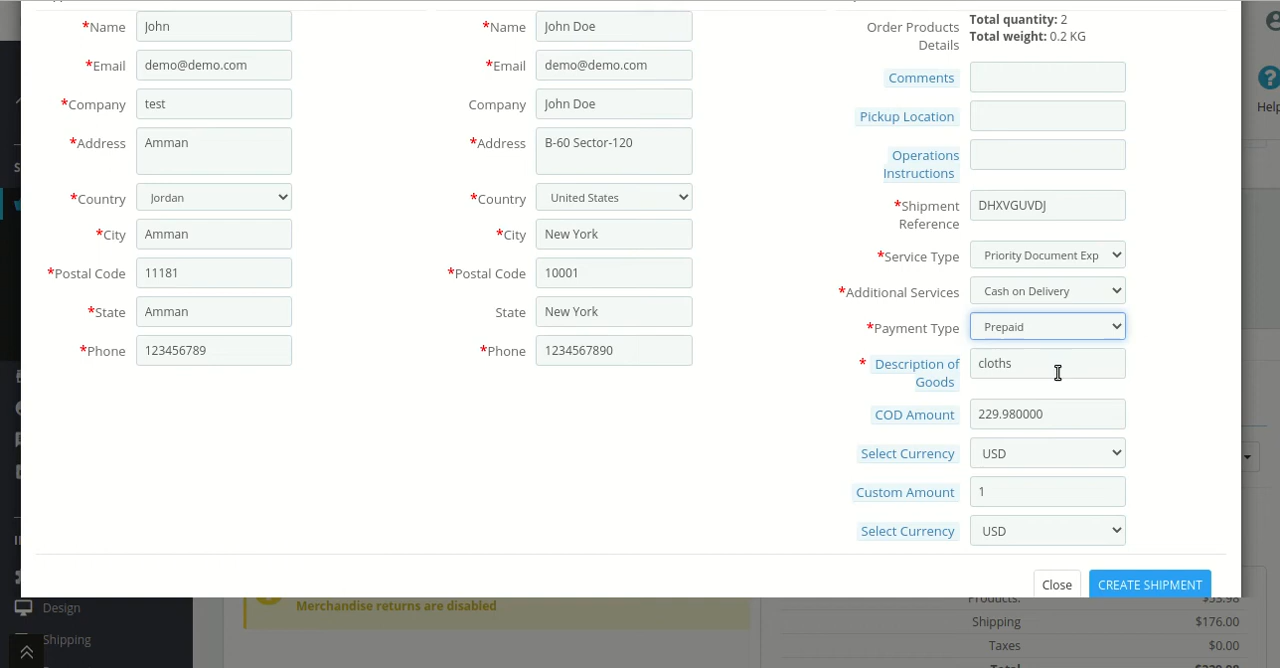 *Name John
*Email demo@demo.com
*Company test
*Address Amman
*Country Jordan
*City Amman
*Postal Code 11181
*State Amman
*Phone 123456789
*Name John Doe
*Email demo@demo.com
Company John Doe
*Address B-60 Sector-120
*Country United States
*City New York
*Postal Code 10001
State New York
*Phone 1234567890
Order Products
Details
Total quantity: 2
Total weight: 0.2 KG
Comments
Pickup Location
Operations
Instructions
*Shipment
Reference
DHXVGUVDJ
*Service Type Priority Document Exp
*Additional Services Cash on Delivery
*Payment Type Prepaid
* Description of
Goods
cloths
COD Amount 229.980000
Select Currency USD
Custom Amount 1
Select Currency USD
Close CREATE SHIPMENT
Help
Design
Shipping
Merchandise returns are disabled
Products:
Shipping $176.00
Taxes $0.00